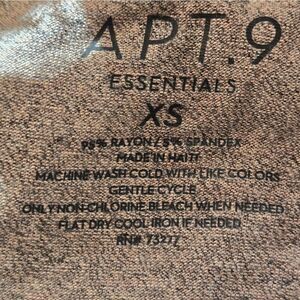 APT.9
ESSENTIALS
XS
95% RAYON / 5% SPANDEX
MADE IN HAITI
MACHINE WASH COLD WITH LIKE COLORS
GENTLE CYCLE
ONLY NON-CHLORINE BLEACH WHEN NEEDED
FLAT DRY COOL IRON IF NEEDED
RN# 73277